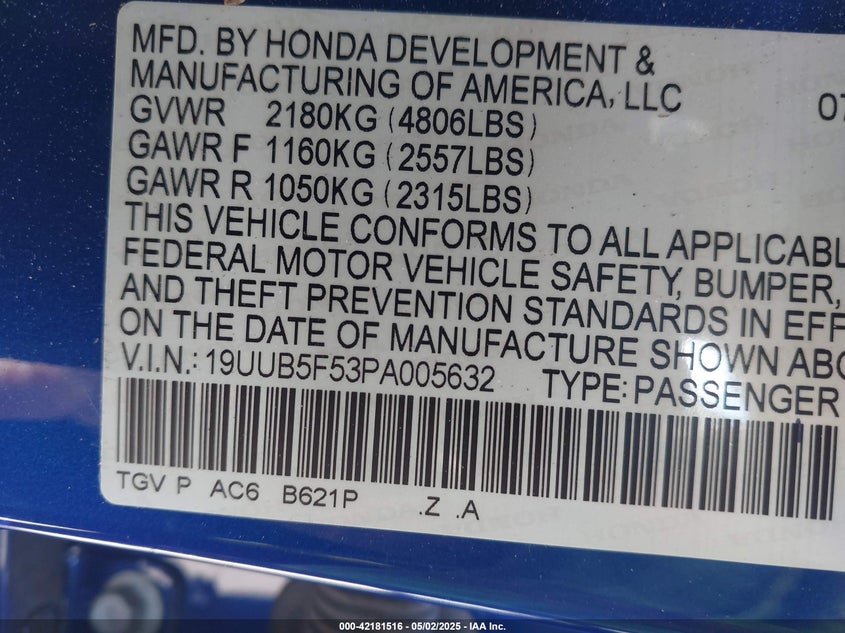 MFD. BY HONDA DEVELOPMENT &
MANUFACTURING OF AMERICA, LLC 07
GVWR 2180KG (4806LBS)
GAWR F 1160KG (2557LBS)
GAWR R 1050KG (2315LBS)
THIS VEHICLE CONFORMS TO ALL APPLICABL
FEDERAL MOTOR VEHICLE SAFETY, BUMPER,
AND THEFT PREVENTION STANDARDS IN EFF
ON THE DATE OF MANUFACTURE SHOWN ABO
V.I.N.: 19UUB5F53PA005632 TYPE: PASSENGER
TGV P AC6 B621P .Z .A
000-42181516 - 05/02/2025 - IAA Inc.